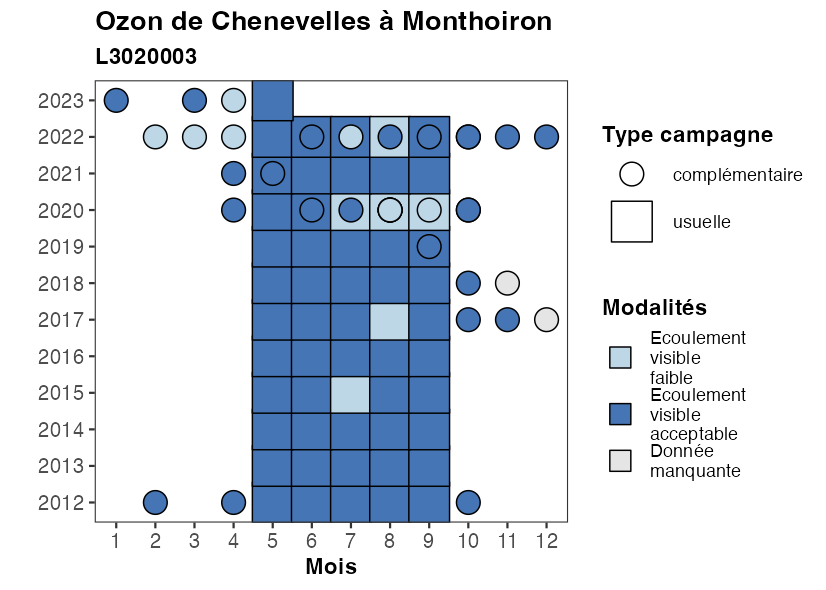 Ozon de Chenevelles à Monthoiron
L3020003
2023
2022
2021
2020
2019
2018
2017
2016
2015
2014
2013
2012
1 2 3 4 5 6 7 8 9 10 11 12
Mois
Type campagne
complémentaire
usuelle
Modalités
Ecoulement
visible
faible
Ecoulement
visible
acceptable
Donnée
manquante